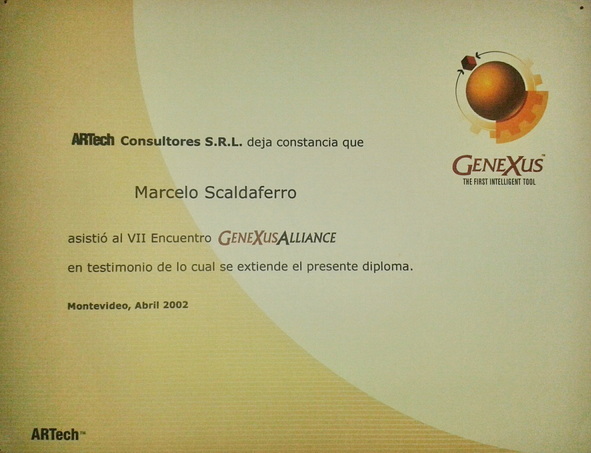 ARTech Consultores S.R.L. deja constancia que
Marcelo Scaldaferro
asistió al VII Encuentro GENEXUSALLIANCE
en testimonio de lo cual se extiende el presente diploma.
Montevideo, Abril 2002
GENEXUS™
THE FIRST INTELLIGENT TOOL
ARTech™